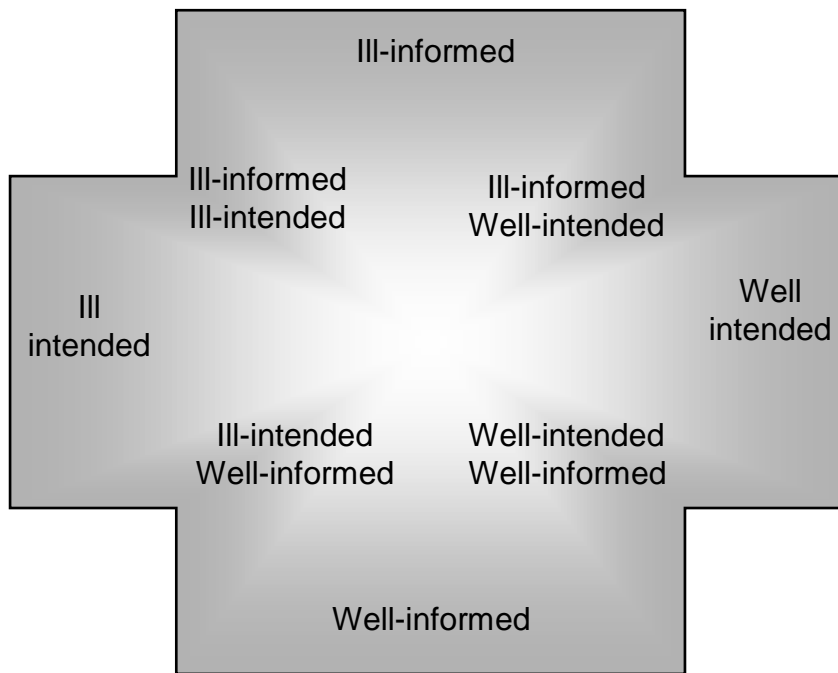 Ill-informed
Ill-informed
Ill-intended
Ill-informed
Well-intended
Ill
intended
Well
intended
Ill-intended
Well-informed
Well-intended
Well-informed
Well-informed